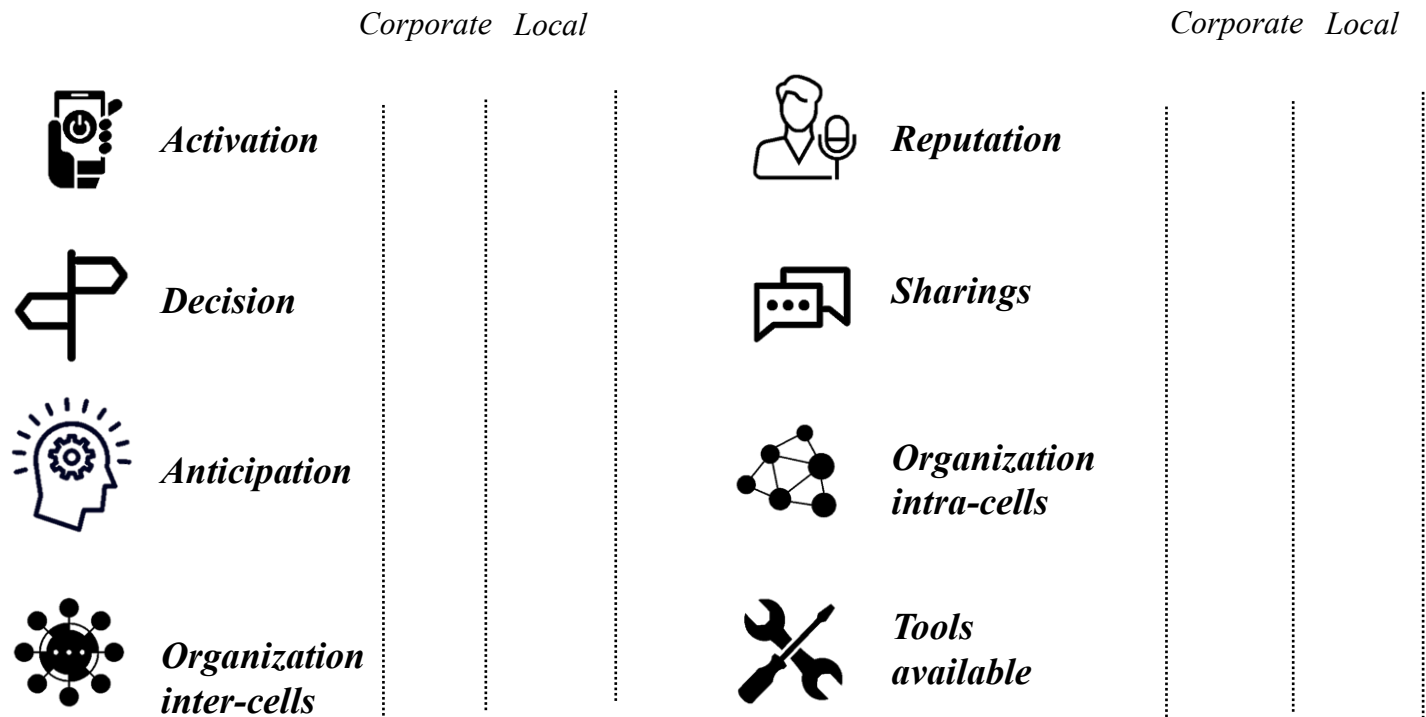 Corporate Local
Activation
Decision
Anticipation
Organization
inter-cells
Corporate Local
Reputation
Sharings
Organization
intra-cells
Tools
available